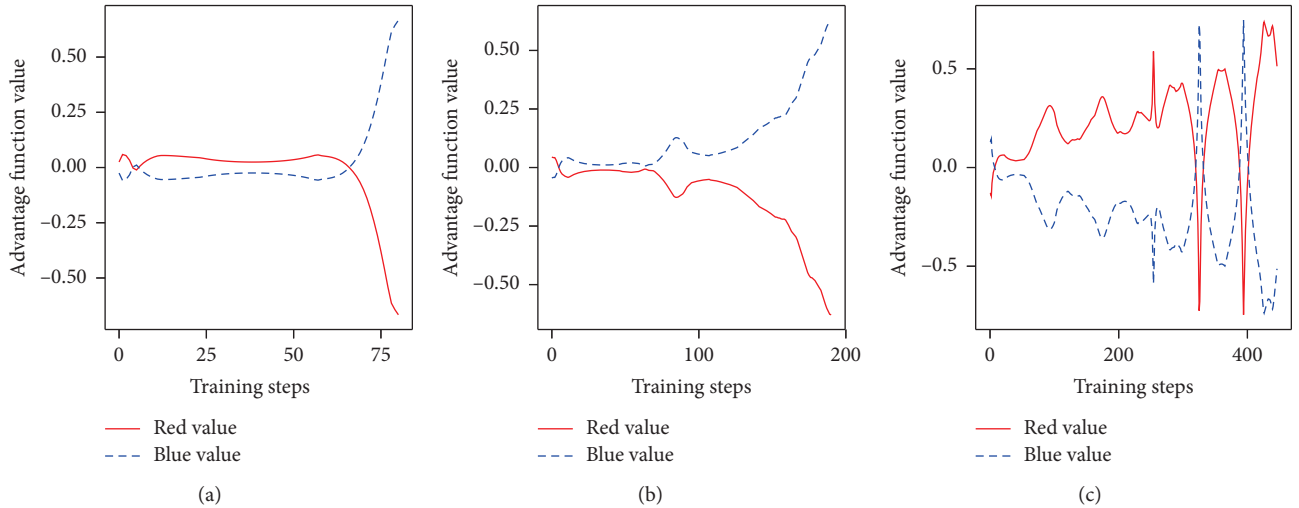 Advantage function value
0.50
0.25
0.00
–0.25
–0.50
0
25
50
75
Training steps
Red value
Blue value
(a)
Advantage function value
0.50
0.25
0.00
–0.25
–0.50
0
100
200
Training steps
Red value
Blue value
(b)
Advantage function value
0.5
0.0
–0.5
0
200
400
Training steps
Red value
Blue value
(c)